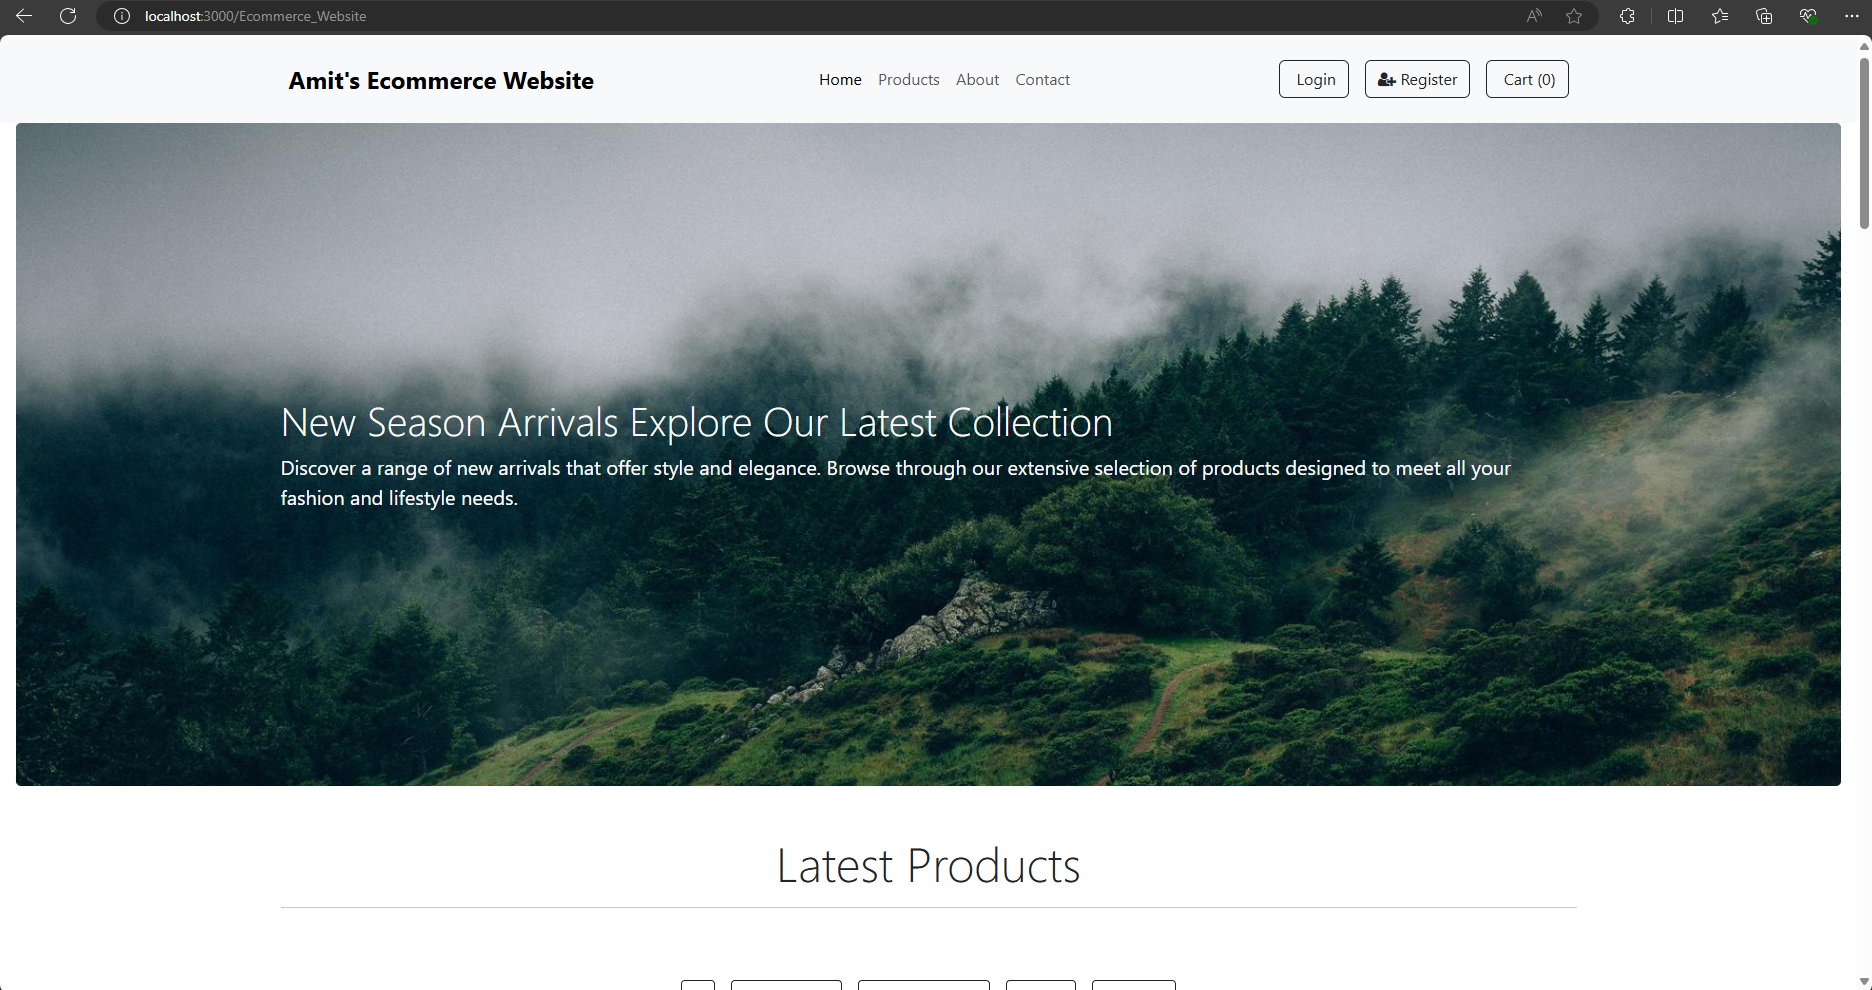 localhost:3000/Ecommerce_Website
Amit's Ecommerce Website
Home Products About Contact
Login Register Cart (0)
New Season Arrivals Explore Our Latest Collection
Discover a range of new arrivals that offer style and elegance. Browse through our extensive selection of products designed to meet all your
fashion and lifestyle needs.
Latest Products